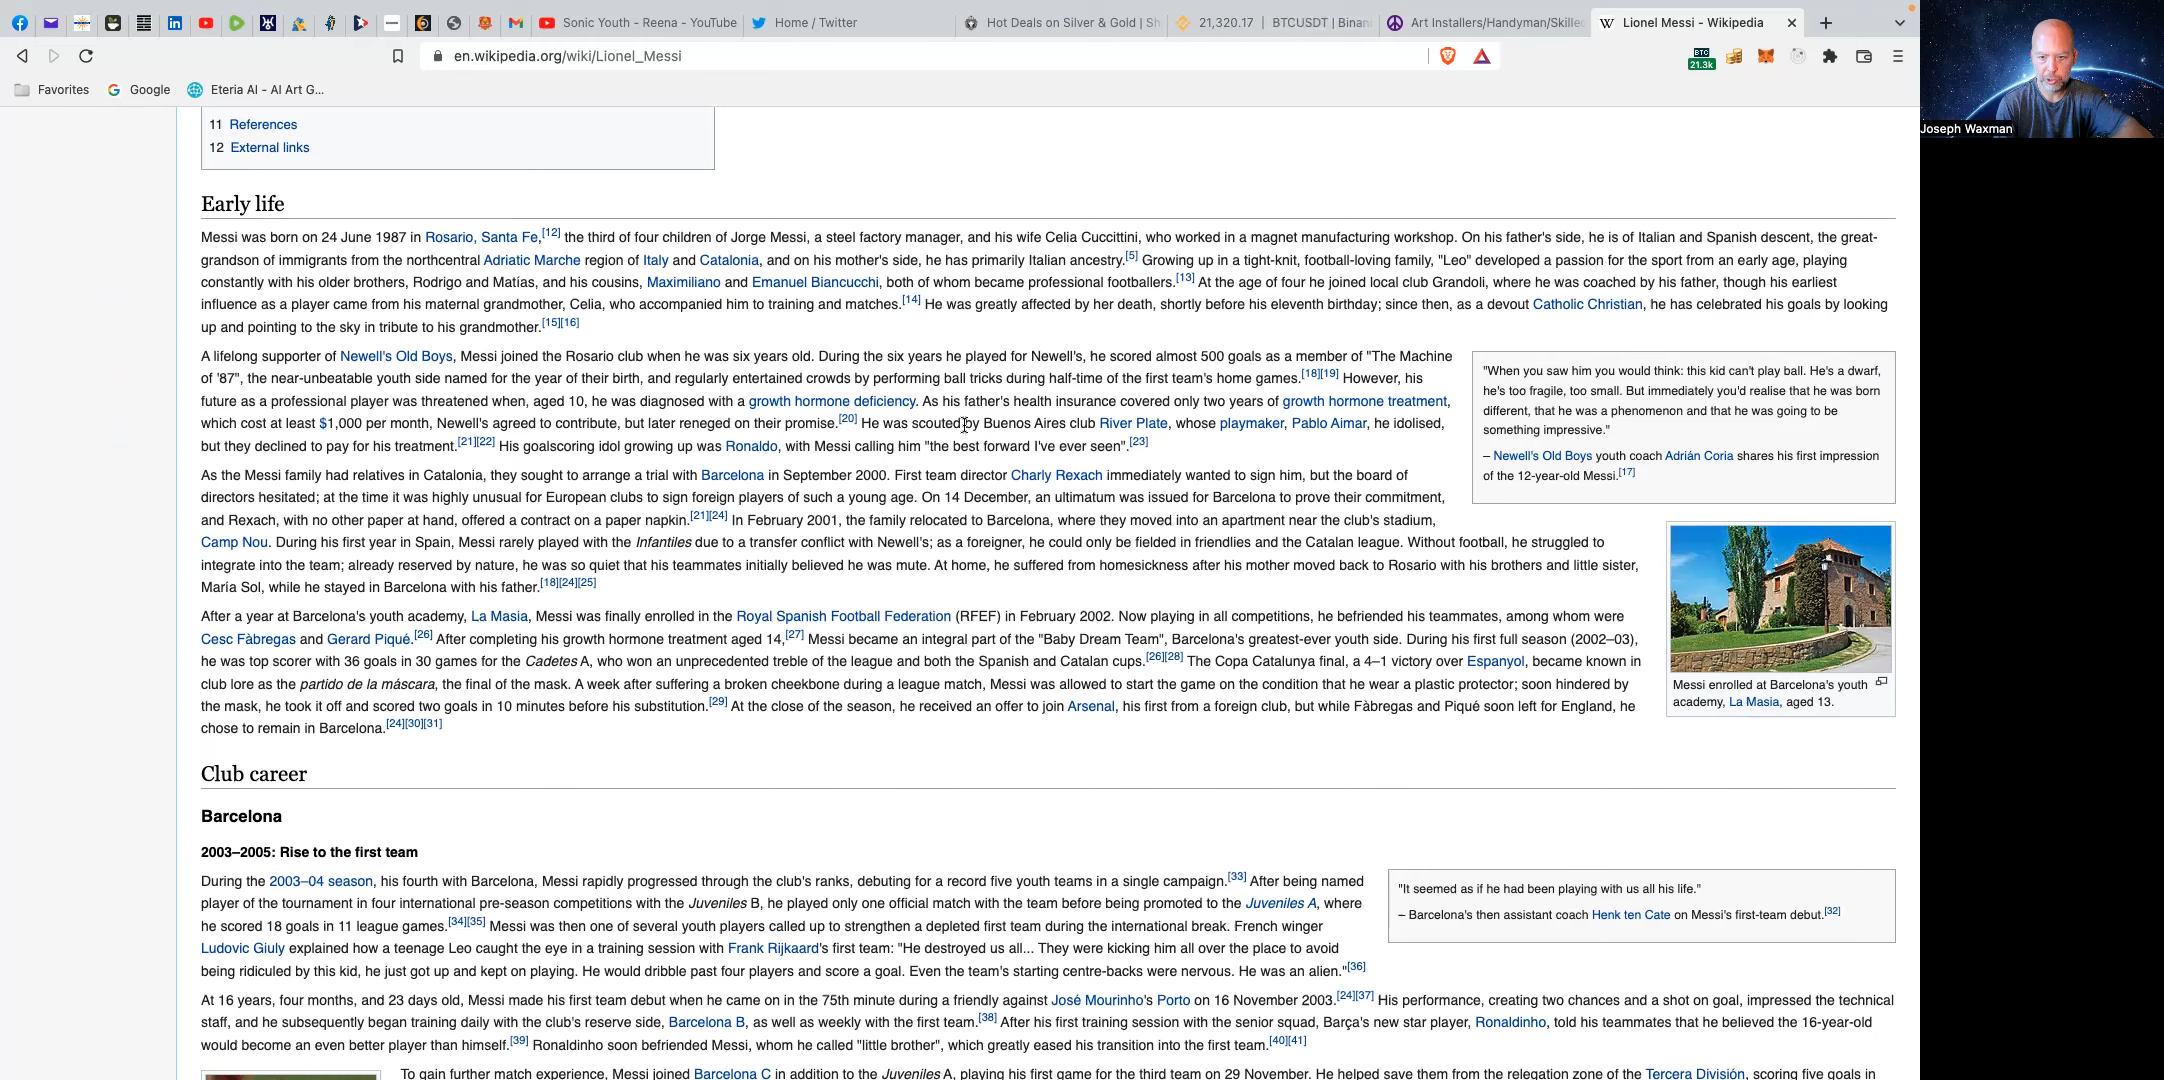 Sonic Youth - Reena - YouTube
Home / Twitter
Hot Deals on Silver & Gold | Sh
21,320.17 | BTCUSDT | Binan
Art Installers/Handyman/Skille
Lionel Messi - Wikipedia
en.wikipedia.org/wiki/Lionel_Messi
BTC
21.3k
Favorites
Google
Eteria AI - AI Art G...
Joseph Waxman
11 References
12 External links
Early life
Messi was born on 24 June 1987 in Rosario, Santa Fe,[12] the third of four children of Jorge Messi, a steel factory manager, and his wife Celia Cuccittini, who worked in a magnet manufacturing workshop. On his father's side, he is of Italian and Spanish descent, the great-
grandson of immigrants from the northcentral Adriatic Marche region of Italy and Catalonia, and on his mother's side, he has primarily Italian ancestry.[5] Growing up in a tight-knit, football-loving family, "Leo" developed a passion for the sport from an early age, playing
constantly with his older brothers, Rodrigo and Matías, and his cousins, Maximiliano and Emanuel Biancucchi, both of whom became professional footballers.[13] At the age of four he joined local club Grandoli, where he was coached by his father, though his earliest
influence as a player came from his maternal grandmother, Celia, who accompanied him to training and matches.[14] He was greatly affected by her death, shortly before his eleventh birthday; since then, as a devout Catholic Christian, he has celebrated his goals by looking
up and pointing to the sky in tribute to his grandmother.[15][16]
A lifelong supporter of Newell's Old Boys, Messi joined the Rosario club when he was six years old. During the six years he played for Newell's, he scored almost 500 goals as a member of "The Machine
of '87", the near-unbeatable youth side named for the year of their birth, and regularly entertained crowds by performing ball tricks during half-time of the first team's home games.[18][19] However, his
future as a professional player was threatened when, aged 10, he was diagnosed with a growth hormone deficiency. As his father's health insurance covered only two years of growth hormone treatment,
which cost at least $1,000 per month, Newell's agreed to contribute, but later reneged on their promise.[20] He was scouted by Buenos Aires club River Plate, whose playmaker, Pablo Aimar, he idolised,
but they declined to pay for his treatment.[21][22] His goalscoring idol growing up was Ronaldo, with Messi calling him "the best forward I've ever seen".[23]
"When you saw him you would think: this kid can't play ball. He's a dwarf,
he's too fragile, too small. But immediately you'd realise that he was born
different, that he was a phenomenon and that he was going to be
something impressive."
– Newell's Old Boys youth coach Adrián Coria shares his first impression
of the 12-year-old Messi.[17]
As the Messi family had relatives in Catalonia, they sought to arrange a trial with Barcelona in September 2000. First team director Charly Rexach immediately wanted to sign him, but the board of
directors hesitated; at the time it was highly unusual for European clubs to sign foreign players of such a young age. On 14 December, an ultimatum was issued for Barcelona to prove their commitment,
and Rexach, with no other paper at hand, offered a contract on a paper napkin.[21][24] In February 2001, the family relocated to Barcelona, where they moved into an apartment near the club's stadium,
Camp Nou. During his first year in Spain, Messi rarely played with the Infantiles due to a transfer conflict with Newell's; as a foreigner, he could only be fielded in friendlies and the Catalan league. Without football, he struggled to
integrate into the team; already reserved by nature, he was so quiet that his teammates initially believed he was mute. At home, he suffered from homesickness after his mother moved back to Rosario with his brothers and little sister,
María Sol, while he stayed in Barcelona with his father.[18][24][25]
After a year at Barcelona's youth academy, La Masia, Messi was finally enrolled in the Royal Spanish Football Federation (RFEF) in February 2002. Now playing in all competitions, he befriended his teammates, among whom were
Cesc Fàbregas and Gerard Piqué.[26] After completing his growth hormone treatment aged 14,[27] Messi became an integral part of the "Baby Dream Team", Barcelona's greatest-ever youth side. During his first full season (2002–03),
he was top scorer with 36 goals in 30 games for the Cadetes A, who won an unprecedented treble of the league and both the Spanish and Catalan cups.[26][28] The Copa Catalunya final, a 4–1 victory over Espanyol, became known in
club lore as the partido de la máscara, the final of the mask. A week after suffering a broken cheekbone during a league match, Messi was allowed to start the game on the condition that he wear a plastic protector; soon hindered by
the mask, he took it off and scored two goals in 10 minutes before his substitution.[29] At the close of the season, he received an offer to join Arsenal, his first from a foreign club, but while Fàbregas and Piqué soon left for England, he
chose to remain in Barcelona.[24][30][31]
Messi enrolled at Barcelona's youth
academy, La Masia, aged 13.
Club career
Barcelona
2003–2005: Rise to the first team
During the 2003–04 season, his fourth with Barcelona, Messi rapidly progressed through the club's ranks, debuting for a record five youth teams in a single campaign.[33] After being named
player of the tournament in four international pre-season competitions with the Juveniles B, he played only one official match with the team before being promoted to the Juveniles A, where
he scored 18 goals in 11 league games.[34][35] Messi was then one of several youth players called up to strengthen a depleted first team during the international break. French winger
Ludovic Giuly explained how a teenage Leo caught the eye in a training session with Frank Rijkaard's first team: "He destroyed us all... They were kicking him all over the place to avoid
being ridiculed by this kid, he just got up and kept on playing. He would dribble past four players and score a goal. Even the team's starting centre-backs were nervous. He was an alien."[36]
"It seemed as if he had been playing with us all his life."
– Barcelona's then assistant coach Henk ten Cate on Messi's first-team debut.[32]
At 16 years, four months, and 23 days old, Messi made his first team debut when he came on in the 75th minute during a friendly against José Mourinho's Porto on 16 November 2003.[24][37] His performance, creating two chances and a shot on goal, impressed the technical
staff, and he subsequently began training daily with the club's reserve side, Barcelona B, as well as weekly with the first team.[38] After his first training session with the senior squad, Barça's new star player, Ronaldinho, told his teammates that he believed the 16-year-old
would become an even better player than himself.[39] Ronaldinho soon befriended Messi, whom he called "little brother", which greatly eased his transition into the first team.[40][41]
To gain further match experience, Messi joined Barcelona C in addition to the Juveniles A, playing his first game for the third team on 29 November. He helped save them from the relegation zone of the Tercera División, scoring five goals in